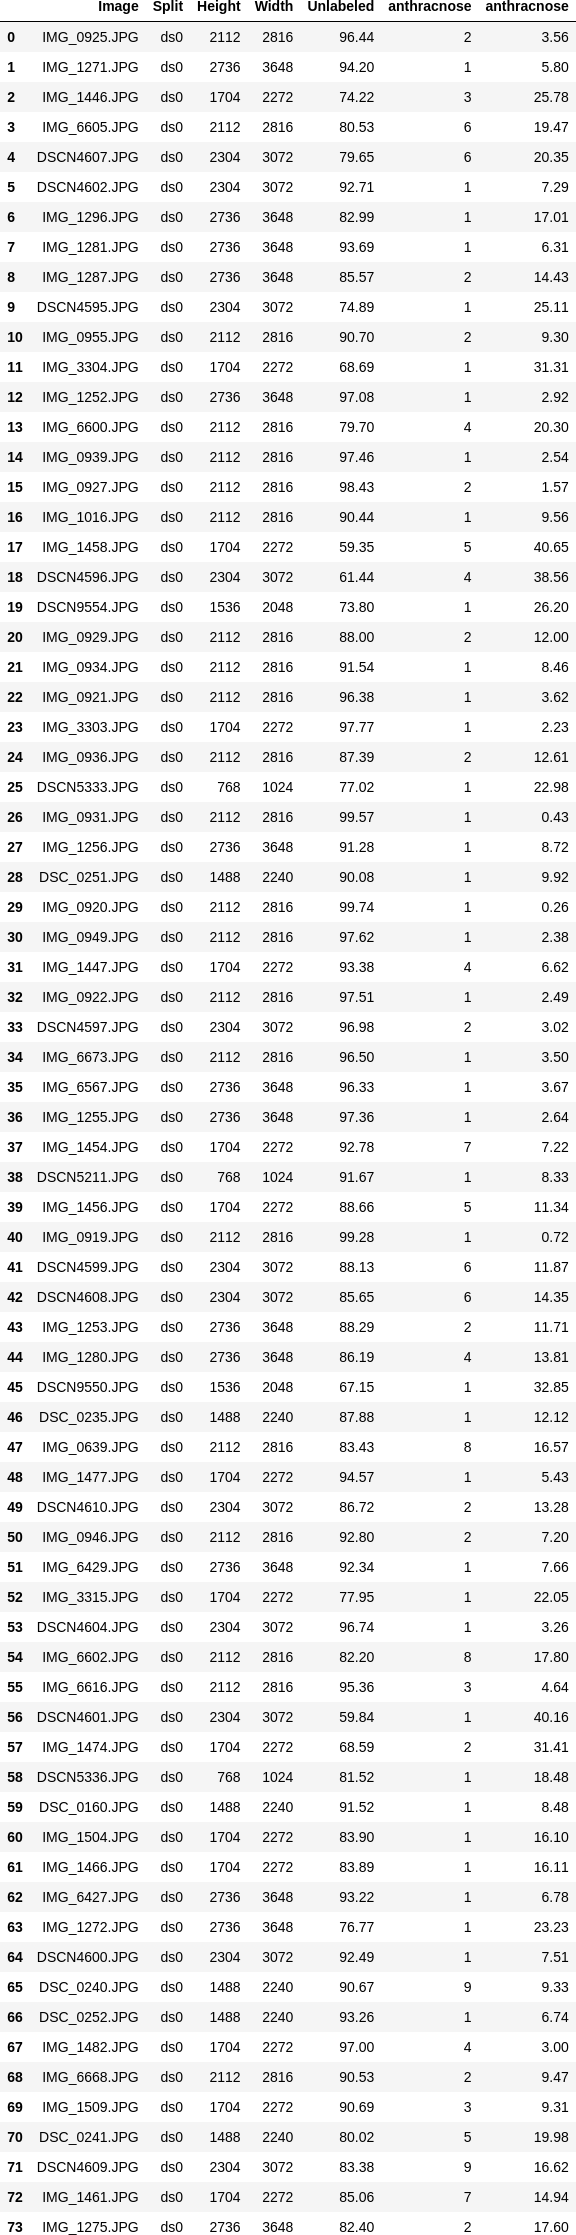 Image Split Height Width Unlabeled anthracnose anthracnose
0 IMG_0925.JPG ds0 2112 2816 96.44 2 3.56
1 IMG_1271.JPG ds0 2736 3648 94.20 1 5.80
2 IMG_1446.JPG ds0 1704 2272 74.22 3 25.78
3 IMG_6605.JPG ds0 2112 2816 80.53 6 19.47
4 DSCN4607.JPG ds0 2304 3072 79.65 6 20.35
5 DSCN4602.JPG ds0 2304 3072 92.71 1 7.29
6 IMG_1296.JPG ds0 2736 3648 82.99 1 17.01
7 IMG_1281.JPG ds0 2736 3648 93.69 1 6.31
8 IMG_1287.JPG ds0 2736 3648 85.57 2 14.43
9 DSCN4595.JPG ds0 2304 3072 74.89 1 25.11
10 IMG_0955.JPG ds0 2112 2816 90.70 2 9.30
11 IMG_3304.JPG ds0 1704 2272 68.69 1 31.31
12 IMG_1252.JPG ds0 2736 3648 97.08 1 2.92
13 IMG_6600.JPG ds0 2112 2816 79.70 4 20.30
14 IMG_0939.JPG ds0 2112 2816 97.46 1 2.54
15 IMG_0927.JPG ds0 2112 2816 98.43 2 1.57
16 IMG_1016.JPG ds0 2112 2816 90.44 1 9.56
17 IMG_1458.JPG ds0 1704 2272 59.35 5 40.65
18 DSCN4596.JPG ds0 2304 3072 61.44 4 38.56
19 DSCN9554.JPG ds0 1536 2048 73.80 1 26.20
20 IMG_0929.JPG ds0 2112 2816 88.00 2 12.00
21 IMG_0934.JPG ds0 2112 2816 91.54 1 8.46
22 IMG_0921.JPG ds0 2112 2816 96.38 1 3.62
23 IMG_3303.JPG ds0 1704 2272 97.77 1 2.23
24 IMG_0936.JPG ds0 2112 2816 87.39 2 12.61
25 DSCN5333.JPG ds0 768 1024 77.02 1 22.98
26 IMG_0931.JPG ds0 2112 2816 99.57 1 0.43
27 IMG_1256.JPG ds0 2736 3648 91.28 1 8.72
28 DSC_0251.JPG ds0 1488 2240 90.08 1 9.92
29 IMG_0920.JPG ds0 2112 2816 99.74 1 0.26
30 IMG_0949.JPG ds0 2112 2816 97.62 1 2.38
31 IMG_1447.JPG ds0 1704 2272 93.38 4 6.62
32 IMG_0922.JPG ds0 2112 2816 97.51 1 2.49
33 DSCN4597.JPG ds0 2304 3072 96.98 2 3.02
34 IMG_6673.JPG ds0 2112 2816 96.50 1 3.50
35 IMG_6567.JPG ds0 2736 3648 96.33 1 3.67
36 IMG_1255.JPG ds0 2736 3648 97.36 1 2.64
37 IMG_1454.JPG ds0 1704 2272 92.78 7 7.22
38 DSCN5211.JPG ds0 768 1024 91.67 1 8.33
39 IMG_1456.JPG ds0 1704 2272 88.66 5 11.34
40 IMG_0919.JPG ds0 2112 2816 99.28 1 0.72
41 DSCN4599.JPG ds0 2304 3072 88.13 6 11.87
42 DSCN4608.JPG ds0 2304 3072 85.65 6 14.35
43 IMG_1253.JPG ds0 2736 3648 88.29 2 11.71
44 IMG_1280.JPG ds0 2736 3648 86.19 4 13.81
45 DSCN9550.JPG ds0 1536 2048 67.15 1 32.85
46 DSC_0235.JPG ds0 1488 2240 87.88 1 12.12
47 IMG_0639.JPG ds0 2112 2816 83.43 8 16.57
48 IMG_1477.JPG ds0 1704 2272 94.57 1 5.43
49 DSCN4610.JPG ds0 2304 3072 86.72 2 13.28
50 IMG_0946.JPG ds0 2112 2816 92.80 2 7.20
51 IMG_6429.JPG ds0 2736 3648 92.34 1 7.66
52 IMG_3315.JPG ds0 1704 2272 77.95 1 22.05
53 DSCN4604.JPG ds0 2304 3072 96.74 1 3.26
54 IMG_6602.JPG ds0 2112 2816 82.20 8 17.80
55 IMG_6616.JPG ds0 2112 2816 95.36 3 4.64
56 DSCN4601.JPG ds0 2304 3072 59.84 1 40.16
57 IMG_1474.JPG ds0 1704 2272 68.59 2 31.41
58 DSCN5336.JPG ds0 768 1024 81.52 1 18.48
59 DSC_0160.JPG ds0 1488 2240 91.52 1 8.48
60 IMG_1504.JPG ds0 1704 2272 83.90 1 16.10
61 IMG_1466.JPG ds0 1704 2272 83.89 1 16.11
62 IMG_6427.JPG ds0 2736 3648 93.22 1 6.78
63 IMG_1272.JPG ds0 2736 3648 76.77 1 23.23
64 DSCN4600.JPG ds0 2304 3072 92.49 1 7.51
65 DSC_0240.JPG ds0 1488 2240 90.67 9 9.33
66 DSC_0252.JPG ds0 1488 2240 93.26 1 6.74
67 IMG_1482.JPG ds0 1704 2272 97.00 4 3.00
68 IMG_6668.JPG ds0 2112 2816 90.53 2 9.47
69 IMG_1509.JPG ds0 1704 2272 90.69 3 9.31
70 DSC_0241.JPG ds0 1488 2240 80.02 5 19.98
71 DSCN4609.JPG ds0 2304 3072 83.38 9 16.62
72 IMG_1461.JPG ds0 1704 2272 85.06 7 14.94
73 IMG_1275.JPG ds0 2736 3648 82.40 2 17.60